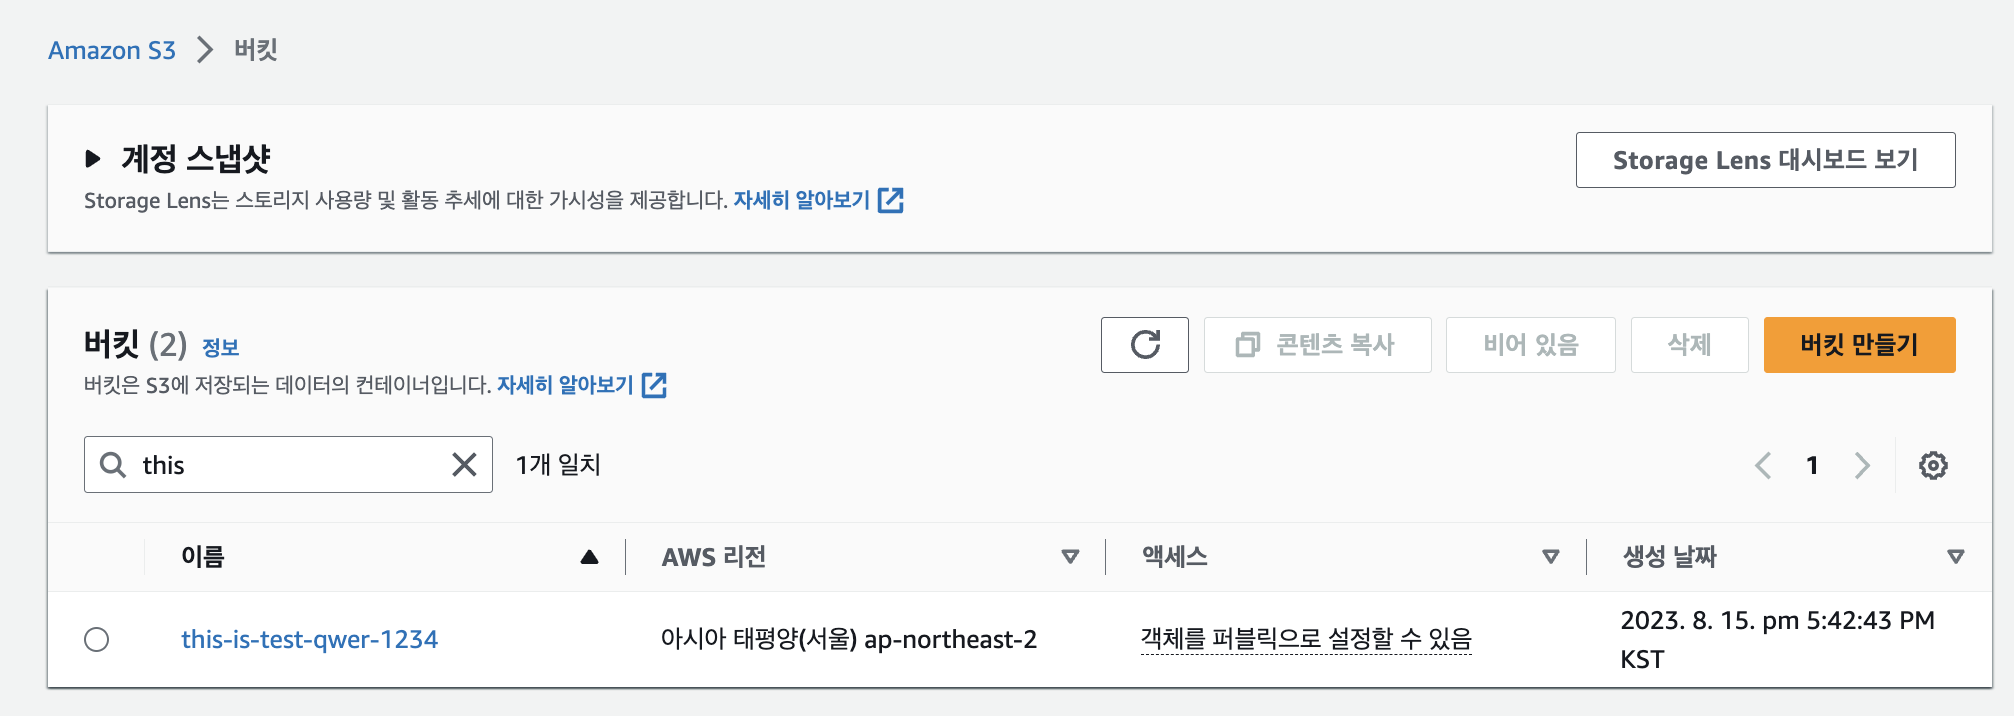 Amazon S3 > 버킷
계정 스냅샷
Storage Lens 대시보드 보기
Storage Lens는 스토리지 사용량 및 활동 추세에 대한 가시성을 제공합니다. 자세히 알아보기
버킷 (2) 정보
콘텐츠 복사
비어 있음
삭제
버킷 만들기
버킷은 S3에 저장되는 데이터의 컨테이너입니다. 자세히 알아보기
this
1개 일치
1
이름 AWS 리전 액세스 생성 날짜
this-is-test-qwer-1234 아시아 태평양(서울) ap-northeast-2 객체를 퍼블릭으로 설정할 수 있음 2023. 8. 15. pm 5:42:43 PM
KST